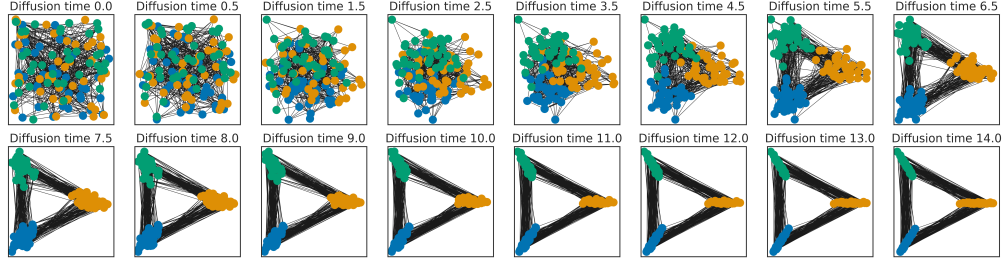 Diffusion time 0.0
Diffusion time 0.5
Diffusion time 1.5
Diffusion time 2.5
Diffusion time 3.5
Diffusion time 4.5
Diffusion time 5.5
Diffusion time 6.5
Diffusion time 7.5
Diffusion time 8.0
Diffusion time 9.0
Diffusion time 10.0
Diffusion time 11.0
Diffusion time 12.0
Diffusion time 13.0
Diffusion time 14.0